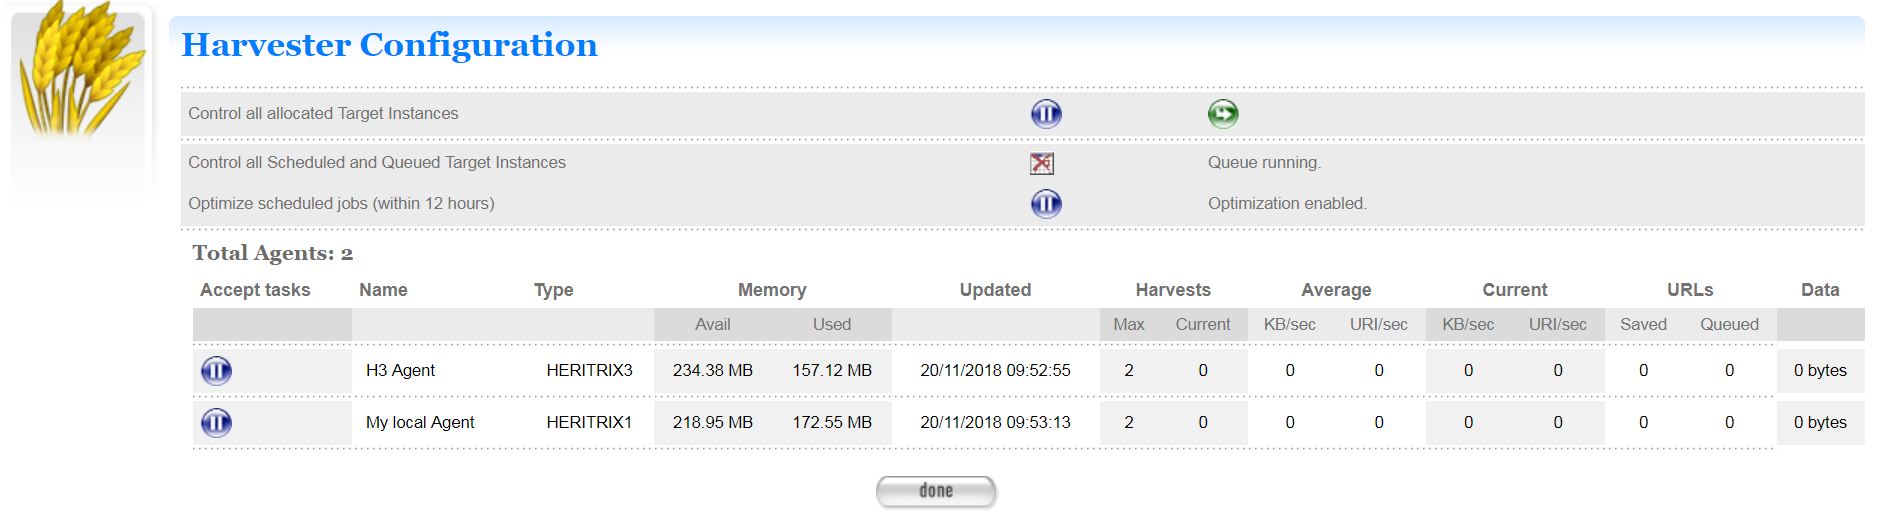 Harvester Configuration
Control all allocated Target Instances
Control all Scheduled and Queued Target Instances Queue running.
Optimize scheduled jobs (within 12 hours) Optimization enabled.
Total Agents: 2
Accept tasks Name Type Memory Updated Harvests Average Current URLs Data
Avail Used Max Current KB/sec URI/sec KB/sec URI/sec Saved Queued
H3 Agent HERITRIX3 234.38 MB 157.12 MB 20/11/2018 09:52:55 2 0 0 0 0 0 0 0 0 bytes
My local Agent HERITRIX1 218.95 MB 172.55 MB 20/11/2018 09:53:13 2 0 0 0 0 0 0 0 0 bytes
done